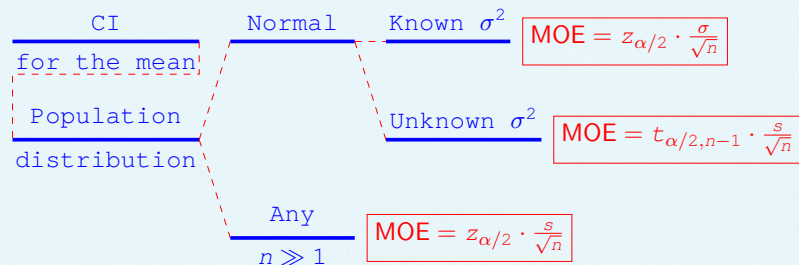 CI
for the mean
Population
distribution
Normal
Known σ²
MOE = z_{α/2} · σ/√n
Unknown σ²
MOE = t_{α/2,n−1} · s/√n
Any
n ≫ 1
MOE = z_{α/2} · s/√n